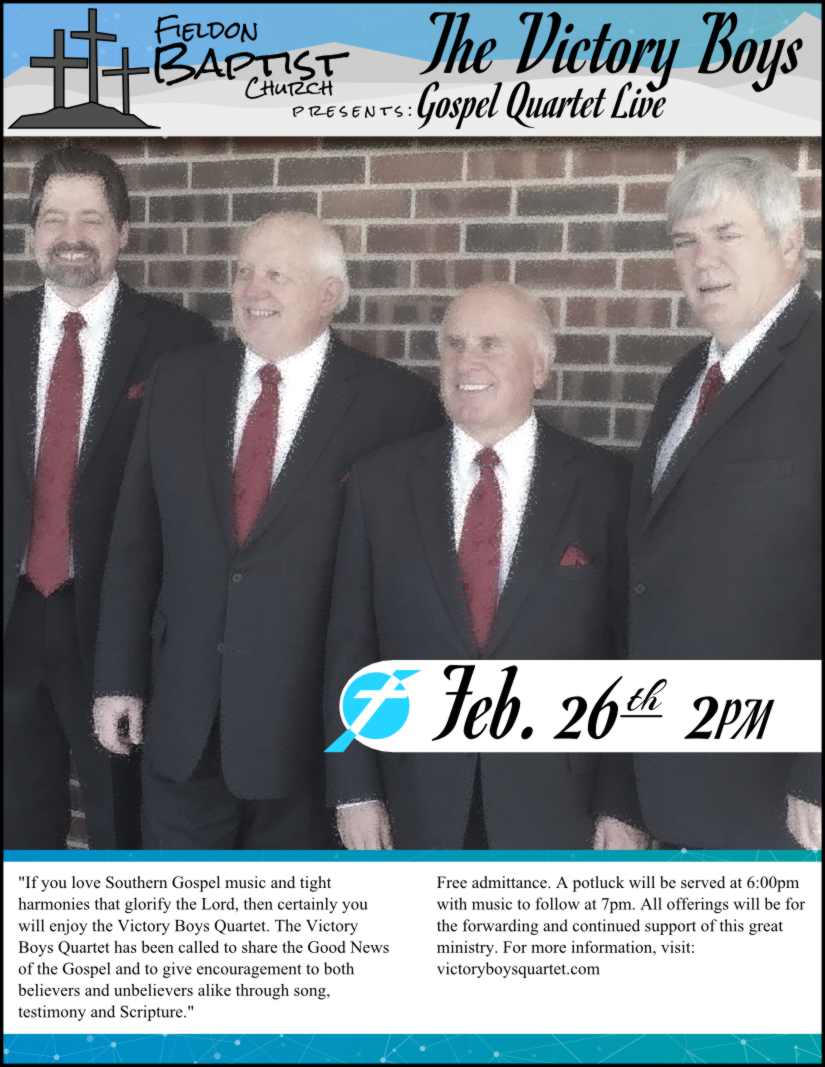 Fieldon
Baptist
Church
presents:
The Victory Boys
Gospel Quartet Live
Feb. 26th 2PM
"If you love Southern Gospel music and tight
harmonies that glorify the Lord, then certainly you
will enjoy the Victory Boys Quartet. The Victory
Boys Quartet has been called to share the Good News
of the Gospel and to give encouragement to both
believers and unbelievers alike through song,
testimony and Scripture."
Free admittance. A potluck will be served at 6:00pm
with music to follow at 7pm. All offerings will be for
the forwarding and continued support of this great
ministry. For more information, visit:
victoryboysquartet.com